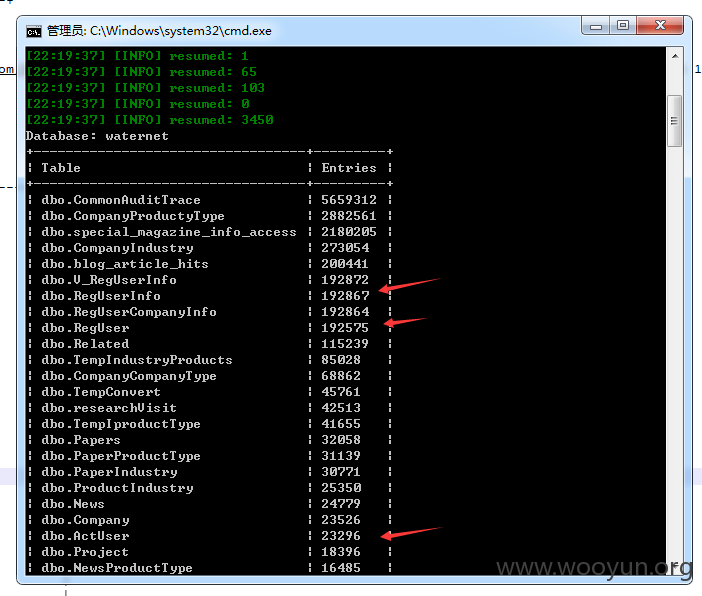 管理员: C:\Windows\system32\cmd.exe
[22:19:37] [INFO] resumed: 1
om
1
[22:19:37] [INFO] resumed: 65
[22:19:37] [INFO] resumed: 103
[22:19:37] [INFO] resumed: 0
[22:19:37] [INFO] resumed: 3450
Database: waternet
| Table | Entries |
| dbo.CommonAuditTrace | 5659312 |
| dbo.CompanyProductyType | 2882561 |
| dbo.special_magazine_info_access | 2180205 |
| dbo.CompanyIndustry | 273054 |
| dbo.blog_article_hits | 200441 |
| dbo.V_RegUserInfo | 192872 |
| dbo.RegUserInfo | 192867 |
| dbo.RegUserCompanyInfo | 192864 |
| dbo.RegUser | 192575 |
| dbo.Related | 115239 |
| dbo.TempIndustryProducts | 85028 |
| dbo.CompanyCompanyType | 68862 |
| dbo.TempConvert | 45761 |
| dbo.researchVisit | 42513 |
| dbo.TempIproductType | 41655 |
| dbo.Papers | 32058 |
| dbo.PaperProductType | 31139 |
| dbo.PaperIndustry | 30771 |
| dbo.ProductIndustry | 25350 |
| dbo.News | 24779 |
| dbo.Company | 23526 |
| dbo.ActUser | 23296 |
| dbo.Project | 18396 |
| dbo.NewsProductType | 16485 |
www.wooyun.org